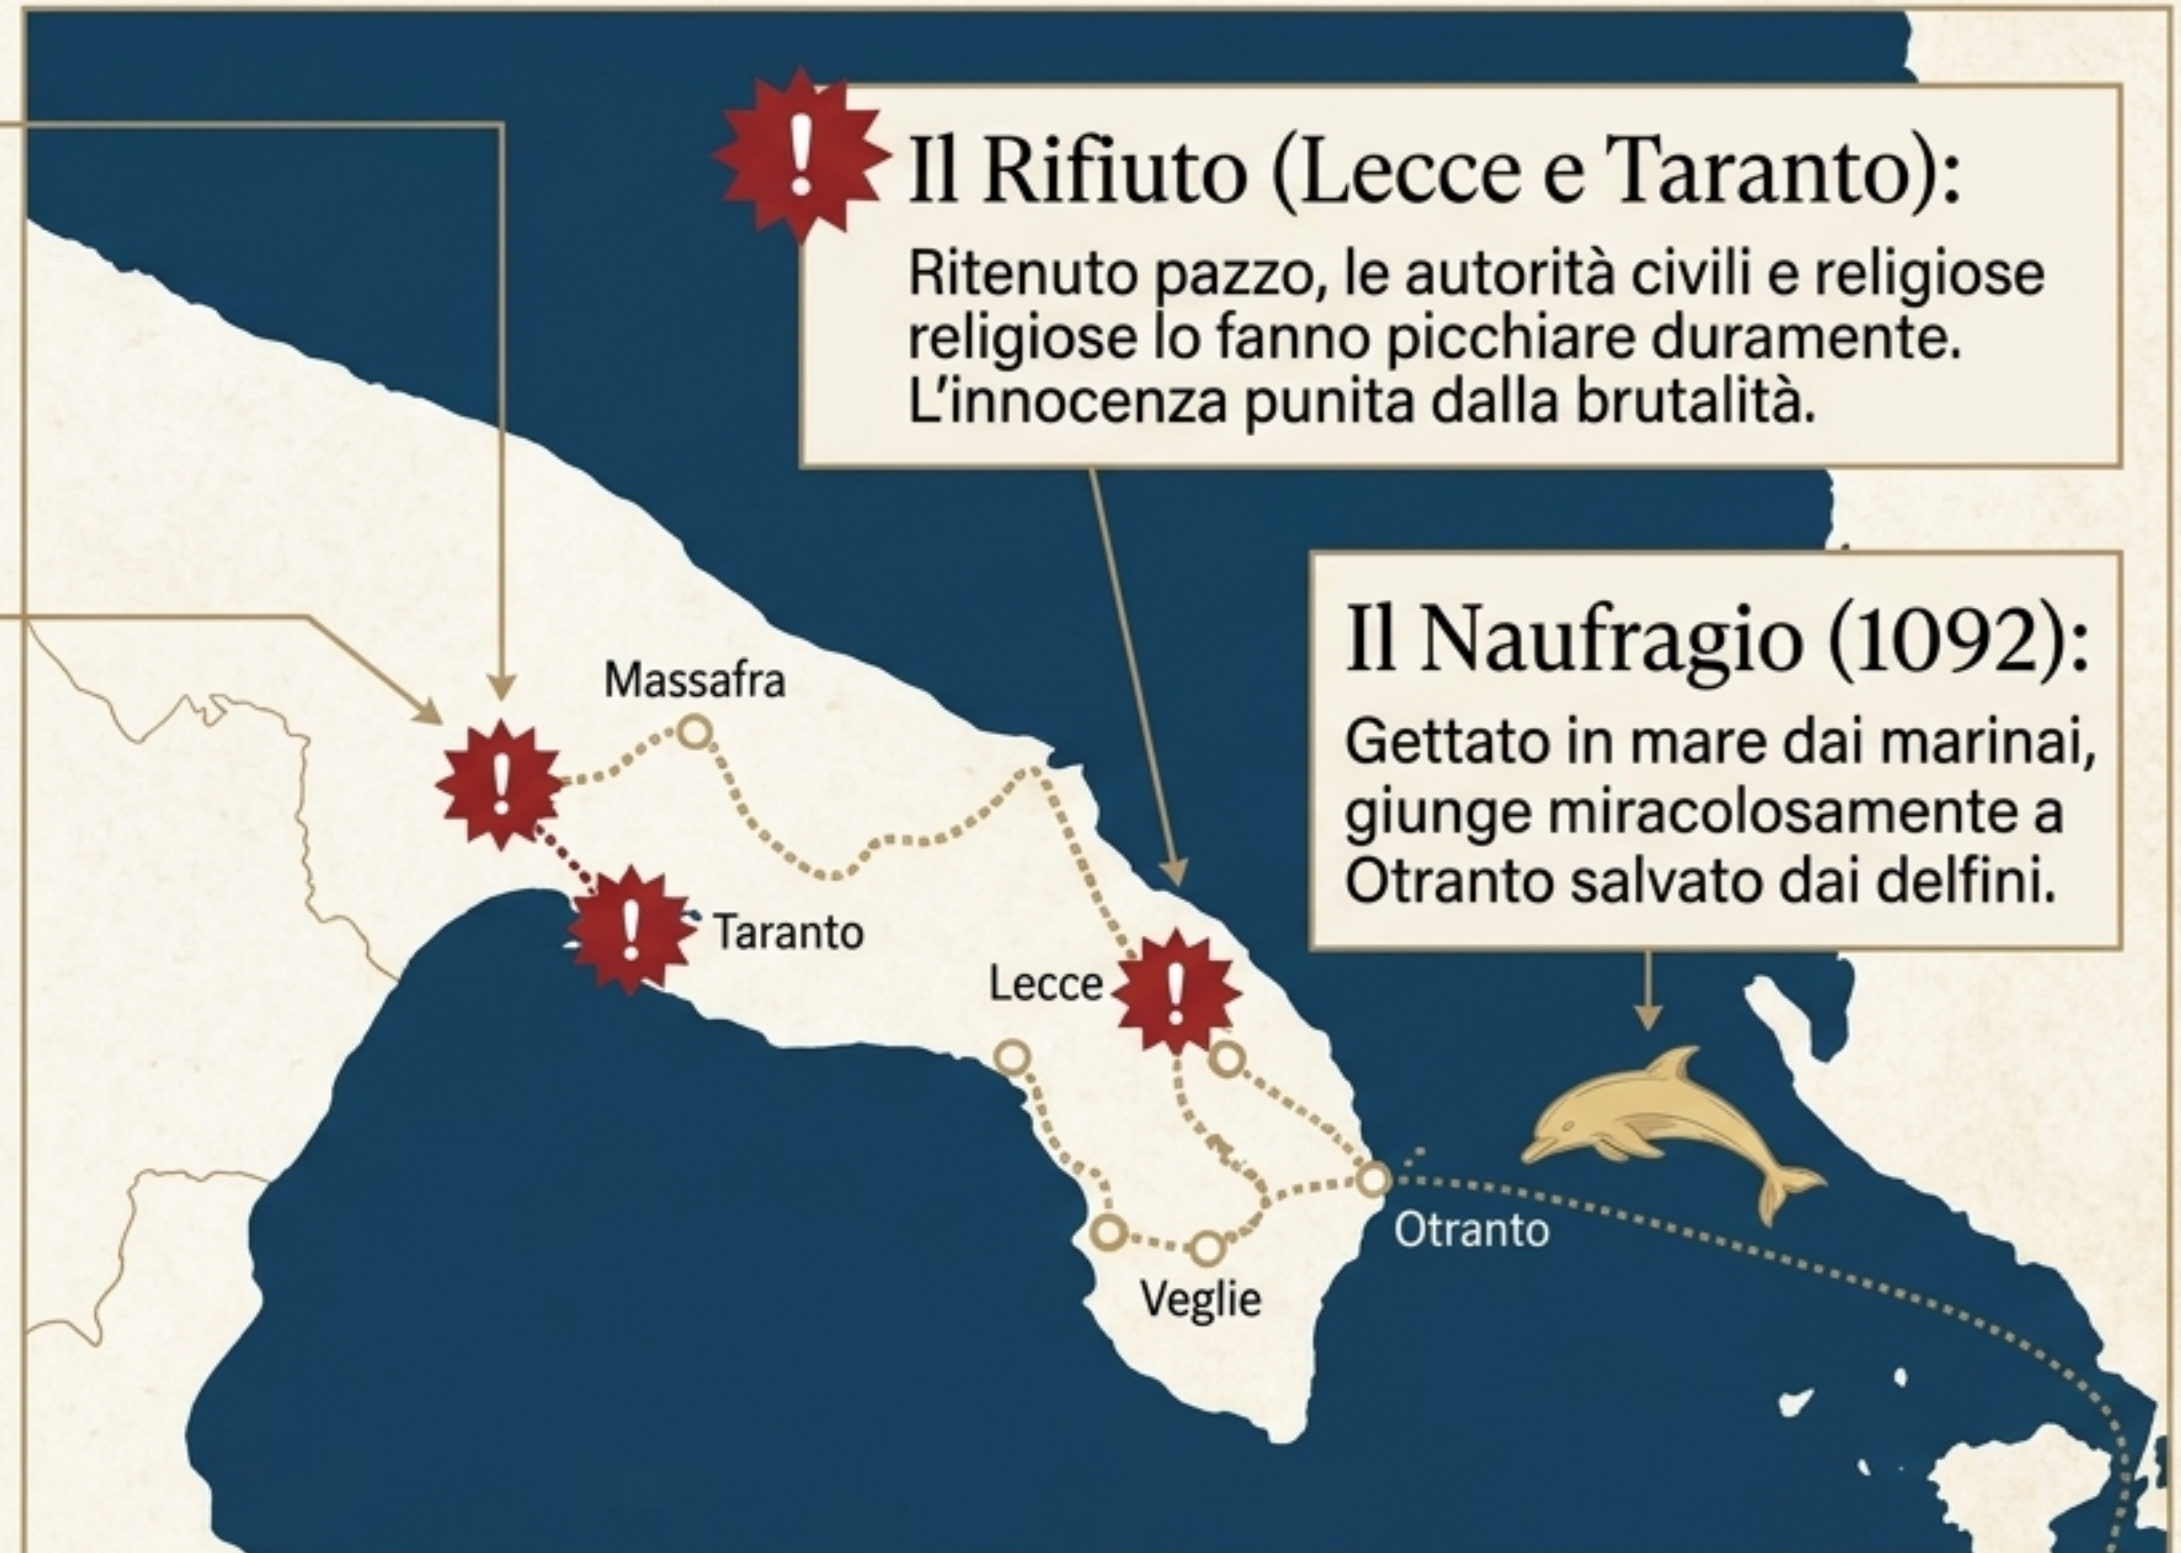 Il Rifiuto (Lecce e Taranto):
Ritenuto pazzo, le autorità civili e religiose
religiose lo fanno picchiare duramente.
L'innocenza punita dalla brutalità.
Il Naufragio (1092):
Gettato in mare dai marinai,
giunge miracolosamente a
Otranto salvato dai delfini.
Massafra
Taranto
Lecce
Otranto
Veglie